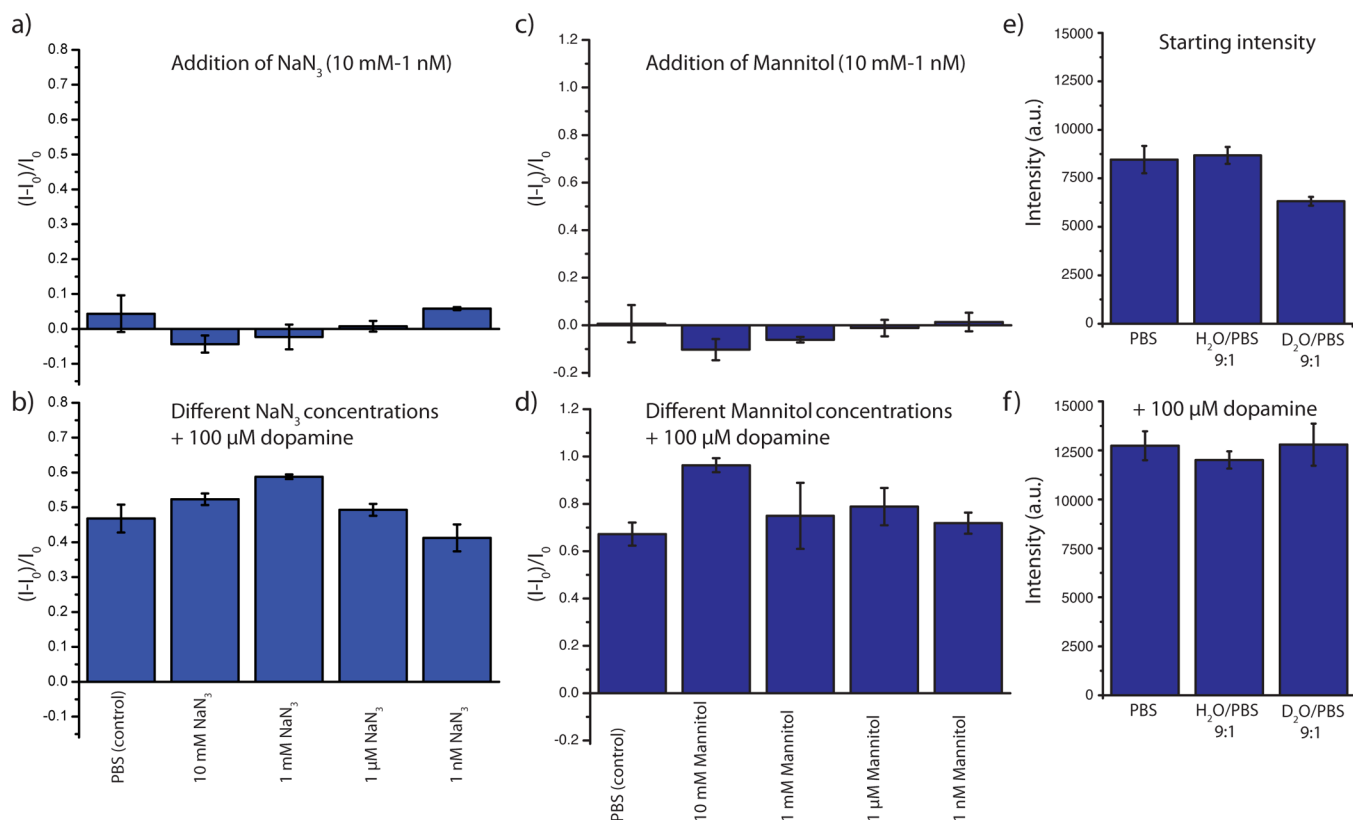 a)
Addition of NaN₃ (10 mM-1 nM)
(I-I₀)/I₀
0.8
0.7
0.6
0.5
0.4
0.3
0.2
0.1
0.0
-0.1
b)
Different NaN₃ concentrations
+ 100 µM dopamine
(I-I₀)/I₀
0.8
0.7
0.6
0.5
0.4
0.3
0.2
0.1
0.0
-0.1
PBS (control)
10 mM NaN₃
1 mM NaN₃
1 µM NaN₃
1 nM NaN₃
c)
Addition of Mannitol (10 mM-1 nM)
(I-I₀)/I₀
1.2
1.0
0.8
0.6
0.4
0.2
0.0
-0.2
d)
Different Mannitol concentrations
+ 100 µM dopamine
(I-I₀)/I₀
1.2
1.0
0.8
0.6
0.4
0.2
0.0
-0.2
PBS (control)
10 mM Mannitol
1 mM Mannitol
1 µM Mannitol
1 nM Mannitol
e)
Starting intensity
Intensity (a.u.)
15000
12500
10000
7500
5000
2500
0
PBS
H₂O/PBS
9:1
D₂O/PBS
9:1
f)
+ 100 µM dopamine
Intensity (a.u.)
15000
12500
10000
7500
5000
2500
0
PBS
H₂O/PBS
9:1
D₂O/PBS
9:1